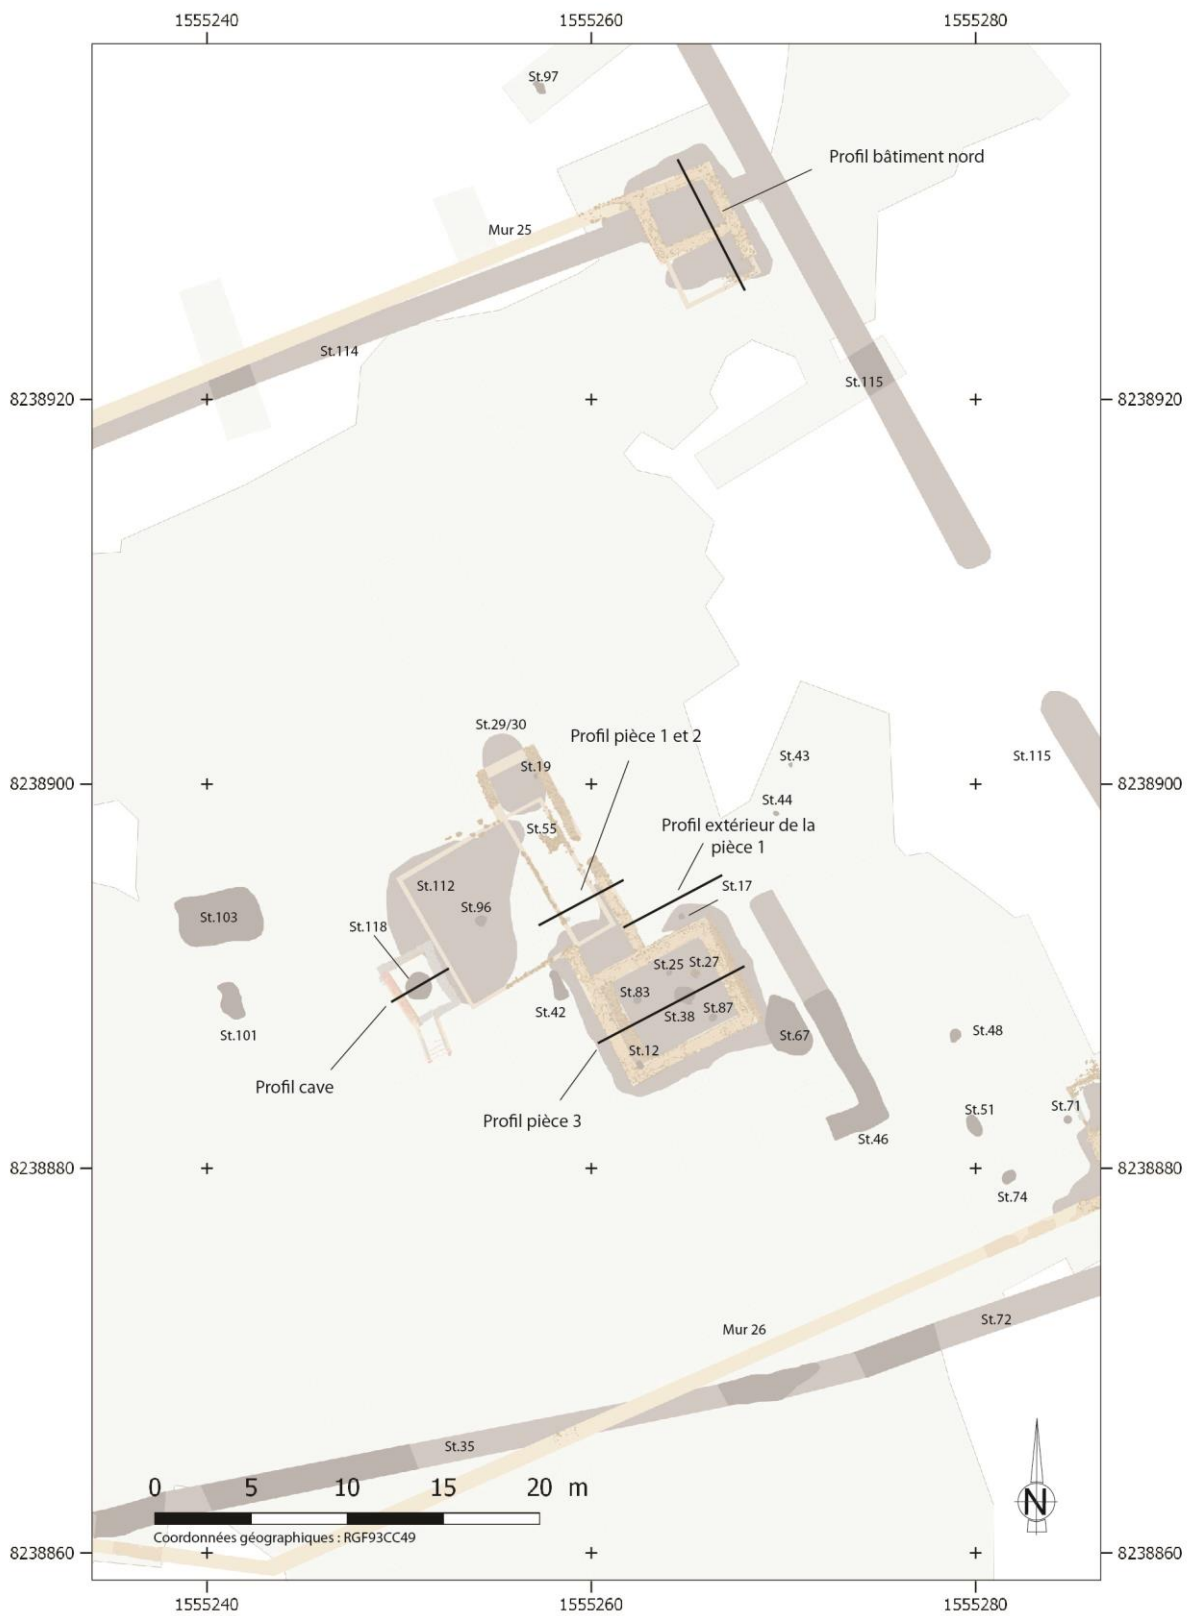 1555240
1555260
1555280
St.97
Profil bâtiment nord
Mur 25
St.114
St.115
8238920
8238920
St.29/30
Profil pièce 1 et 2
St.19
St.43
St.115
8238900
8238900
St.44
St.55
Profil extérieur de la
pièce 1
St.112
St.17
St.96
St.103
St.118
St.25
St.27
St.83
St.42
St.38
St.87
St.101
St.67
St.48
St.12
Profil cave
St.51
St.71
Profil pièce 3
St.46
8238880
8238880
St.74
St.72
Mur 26
St.35
0 5 10 15 20 m
N
Coordonnées géographiques : RGF93CC49
8238860
8238860
1555240
1555260
1555280